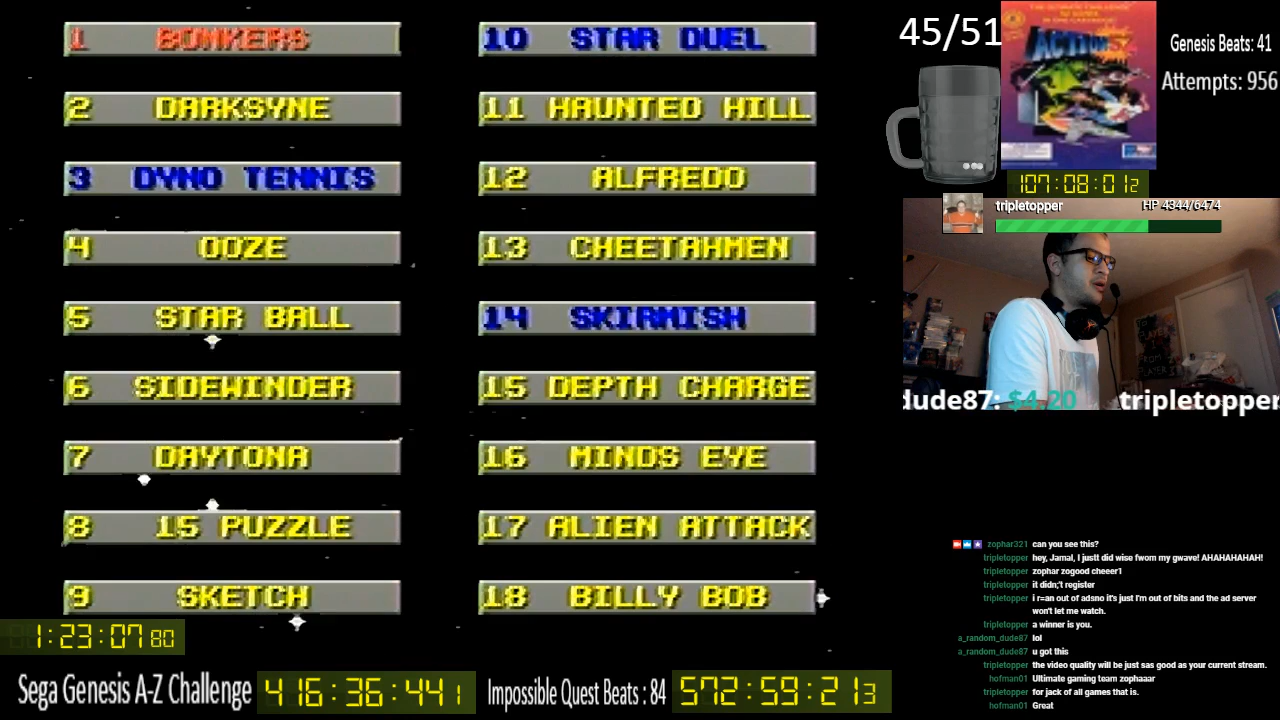 1 BONKERS
2 DARKSYNE
3 DYNO TENNIS
4 OOZE
5 STAR BALL
6 SIDEWINDER
7 DAYTONA
8 15 PUZZLE
9 SKETCH
10 STAR DUEL
11 HAUNTED HILL
12 ALFREDO
13 CHEETAHMEN
14 SKIRMISH
15 DEPTH CHARGE
16 MINDS EYE
17 ALIEN ATTACK
18 BILLY BOB
1:23:07 80
Sega Genesis A-Z Challenge 416:36:44 1
Impossible Quest Beats : 84 572:59:21 3
45/51
ACTION 52
Genesis Beats: 41
Attempts: 956
107:08:01 2
tripletopper HP 4344/6474
dude87: $4.20 tripletopper
zophar321 can you see this?
tripletopper hey, Jamal, I justt did wise fwom my gwave! AHAHAHAHAH!
tripletopper zophar zogood cheeer1
tripletopper it didn;'t register
tripletopper i r=an out of adsno it's just I'm out of bits and the ad server
won't let me watch.
tripletopper a winner is you.
a_random_dude87 lol
a_random_dude87 u got this
tripletopper the video quality will be just sas good as your current stream.
hofman01 Ultimate gaming team zophaaar
tripletopper for jack of all games that is.
hofman01 Great